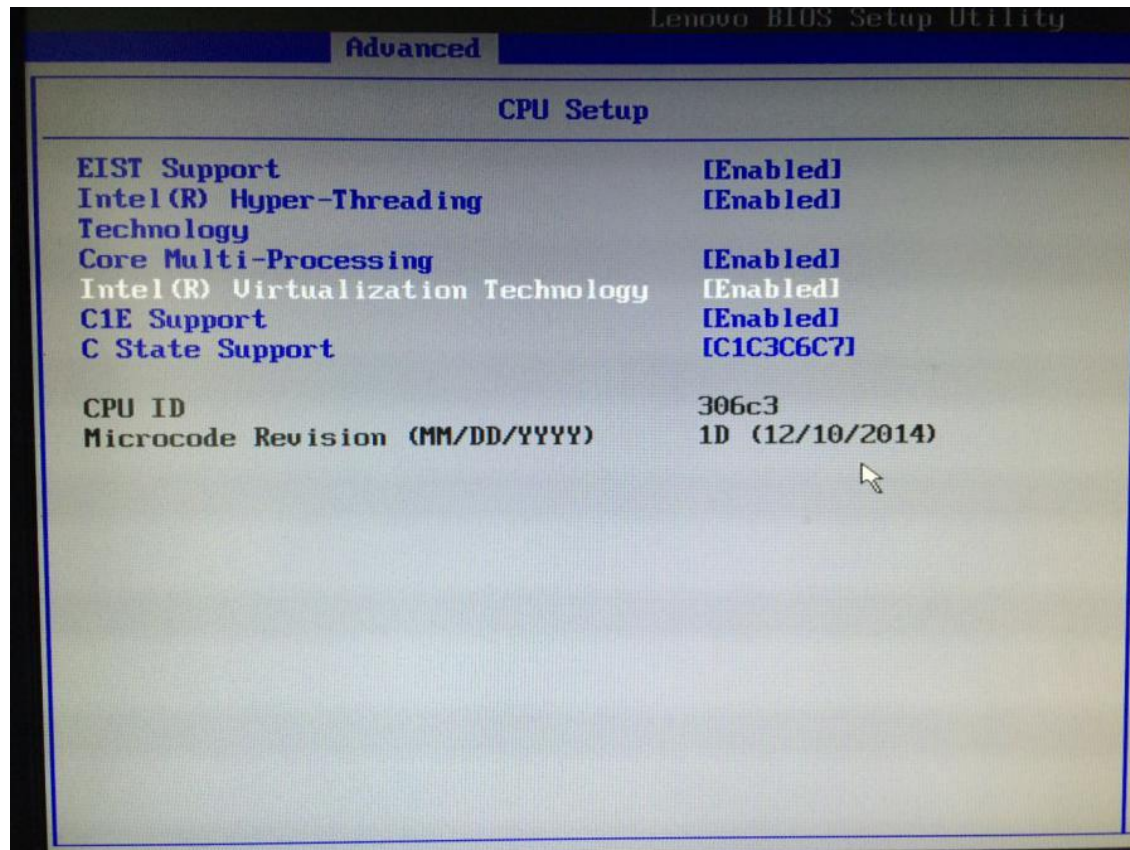 Lenovo BIOS Setup Utility
Advanced
CPU Setup
EIST Support [Enabled]
Intel(R) Hyper-Threading [Enabled]
Technology
Core Multi-Processing [Enabled]
Intel(R) Virtualization Technology [Enabled]
C1E Support [Enabled]
C State Support [C1C3C6C7]
CPU ID 306c3
Microcode Revision (MM/DD/YYYY) 1D (12/10/2014)